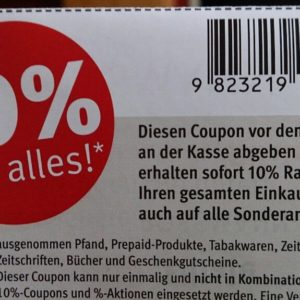 0%
alles!*
9 823219
Diesen Coupon vor den
an der Kasse abgeben
erhalten sofort 10% Ra
Ihren gesamten Einkau
auch auf alle Sonderan
ausgenommen Pfand, Prepaid-Produkte, Tabakwaren, Zeit
Zeitschriften, Bücher und Geschenkgutscheine.
Dieser Coupon kann nur einmalig und nicht in Kombinatio
10%-Coupons und %-Aktionen eingesetzt werden. Eine Ve